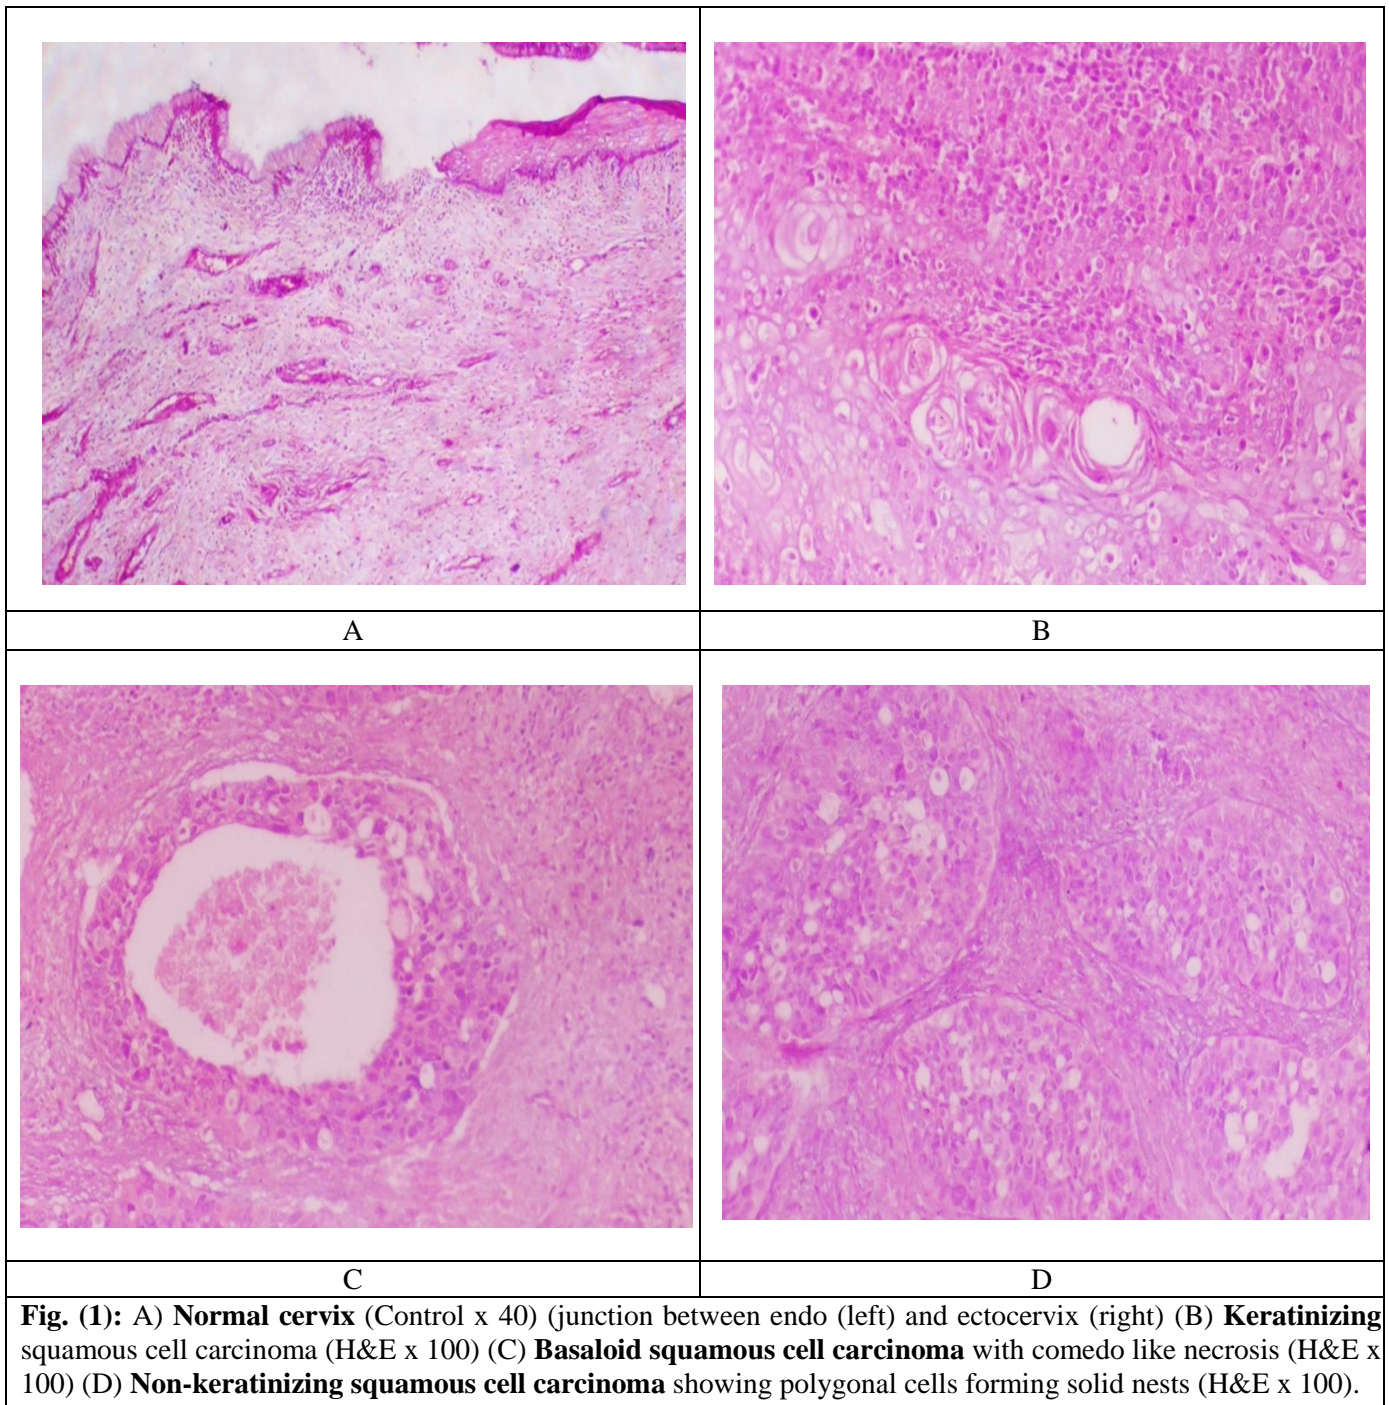 A
B
C
D
Fig. (1): A) Normal cervix (Control x 40) (junction between endo (left) and ectocervix (right) (B) Keratinizing
squamous cell carcinoma (H&E x 100) (C) Basaloid squamous cell carcinoma with comedo like necrosis (H&E x
100) (D) Non-keratinizing squamous cell carcinoma showing polygonal cells forming solid nests (H&E x 100).